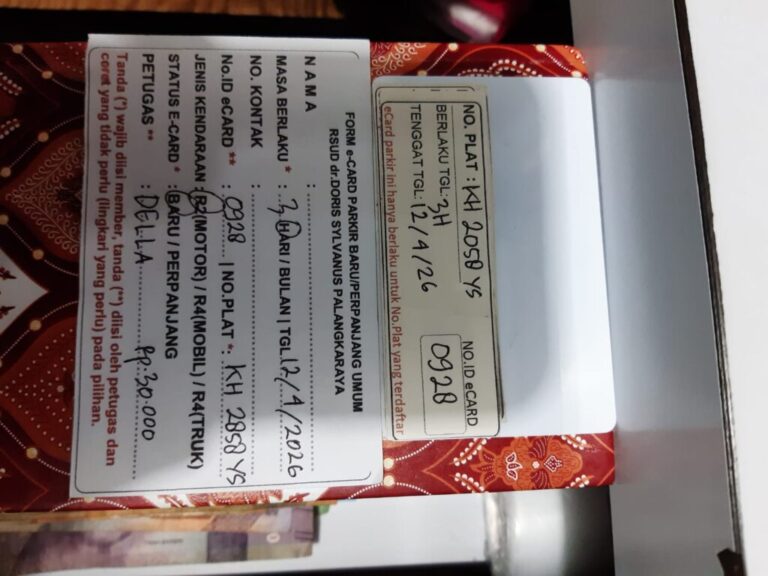 NO. PLAT : KH 2058 YS
NO.ID eCARD
BERLAKU TGL: 3H
0928
TENGGAT TGL: 12/4/26
eCard parkir ini hanya berlaku untuk No.Plat yang terdaftar
FORM e-CARD PARKIR BARU/PERPANJANG UMUM
RSUD dr.DORIS SYLVANUS PALANGKARAYA
N A M A :
MASA BERLAKU * : 3 HARI / BULAN | TGL 12/4/2026
NO. KONTAK :
No.ID eCARD ** : 0928 | NO.PLAT *: KH 2858 YS
JENIS KENDARAAN : R2(MOTOR) / R4(MOBIL) / R4(TRUK)
STATUS E-CARD * : BARU / PERPANJANG
PETUGAS ** : DELLA Rp.30.000
Tanda (*) wajib diisi member, tanda (**) diisi oleh petugas dan
coret yang tidak perlu (lingkari yang perlu) pada pilihan.